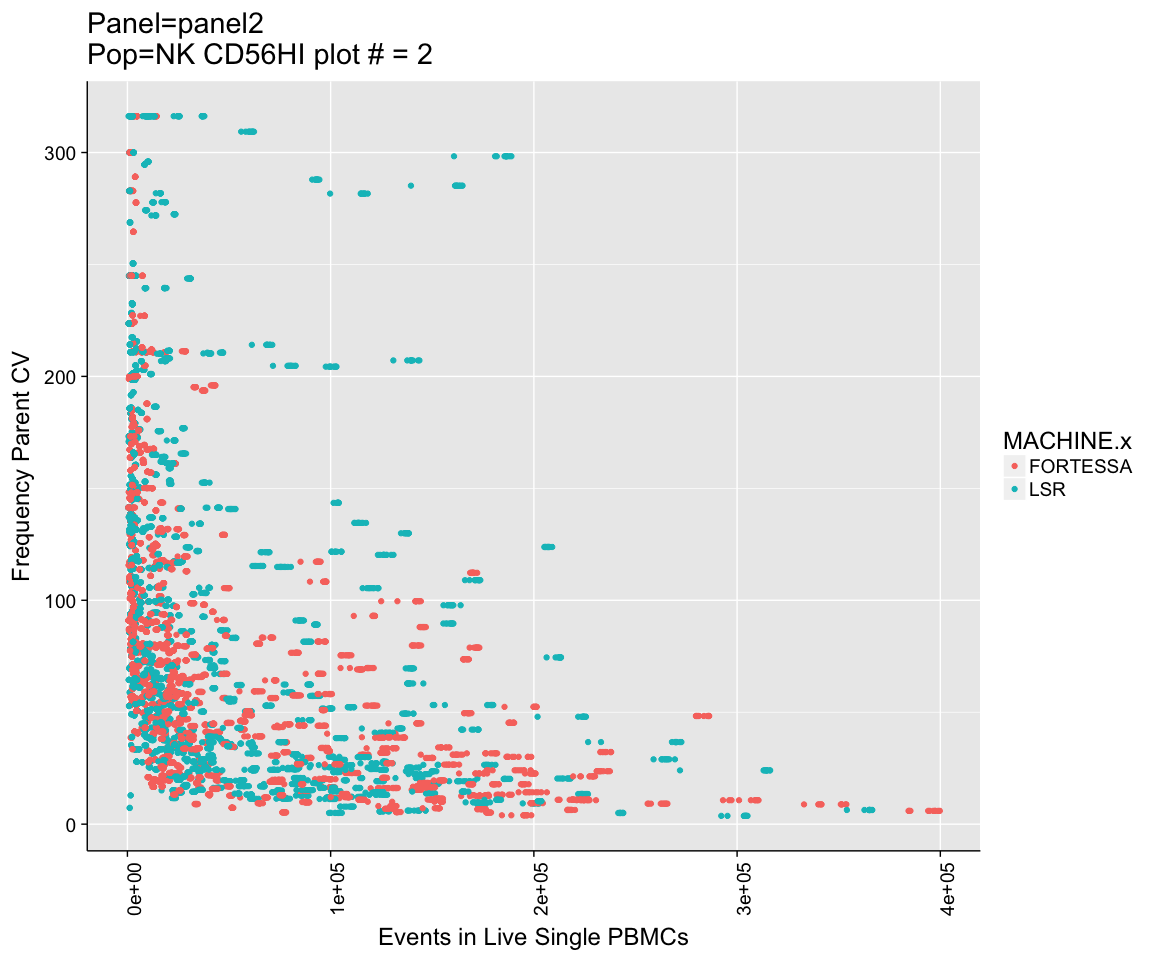 Panel=panel2
Pop=NK CD56HI plot # = 2
Frequency Parent CV
300
200
100
0
0e+00
1e+05
2e+05
3e+05
4e+05
Events in Live Single PBMCs
MACHINE.x
FORTESSA
LSR